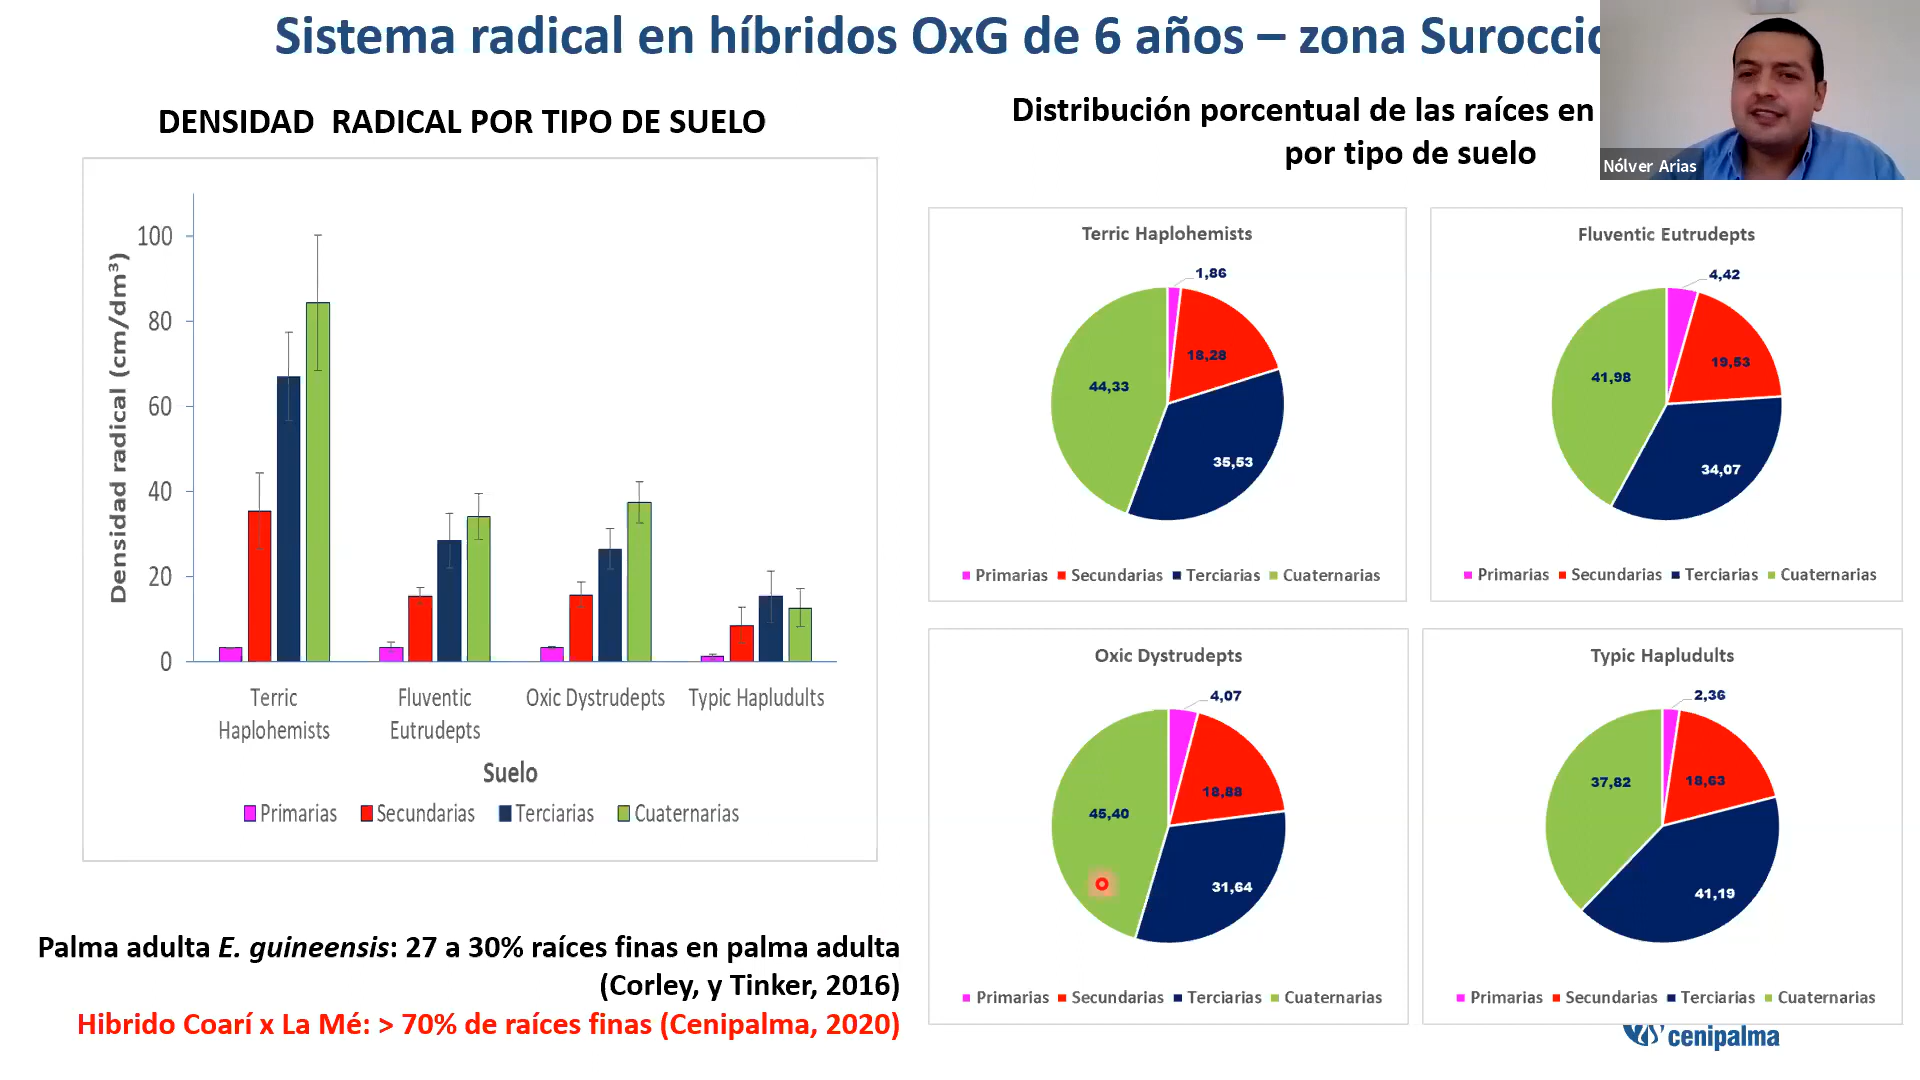 Sistema radical en híbridos OxG de 6 años – zona
Nólver Arias
DENSIDAD RADICAL POR TIPO DE SUELO
Densidad radical (cm/dm³)
100
80
60
40
20
0
Terric Haplohemists
Fluventic Eutrudepts
Oxic Dystrudepts
Typic Hapludults
Suelo
Primarias Secundarias Terciarias Cuaternarias
Palma adulta E. guineensis: 27 a 30% raíces finas en palma adulta
(Corley, y Tinker, 2016)
Hibrido Coarí x La Mé: > 70% de raíces finas (Cenipalma, 2020)
Distribución porcentual de las raíces en
por tipo de suelo
Terric Haplohemists
1,86
18,28
44,33
35,53
Primarias Secundarias Terciarias Cuaternarias
Fluventic Eutrudepts
4,42
19,53
41,98
34,07
Primarias Secundarias Terciarias Cuaternarias
Oxic Dystrudepts
4,07
18,88
45,40
31,64
Primarias Secundarias Terciarias Cuaternarias
Typic Hapludults
2,36
18,63
37,82
41,19
Primarias Secundarias Terciarias Cuaternarias
cenipalma